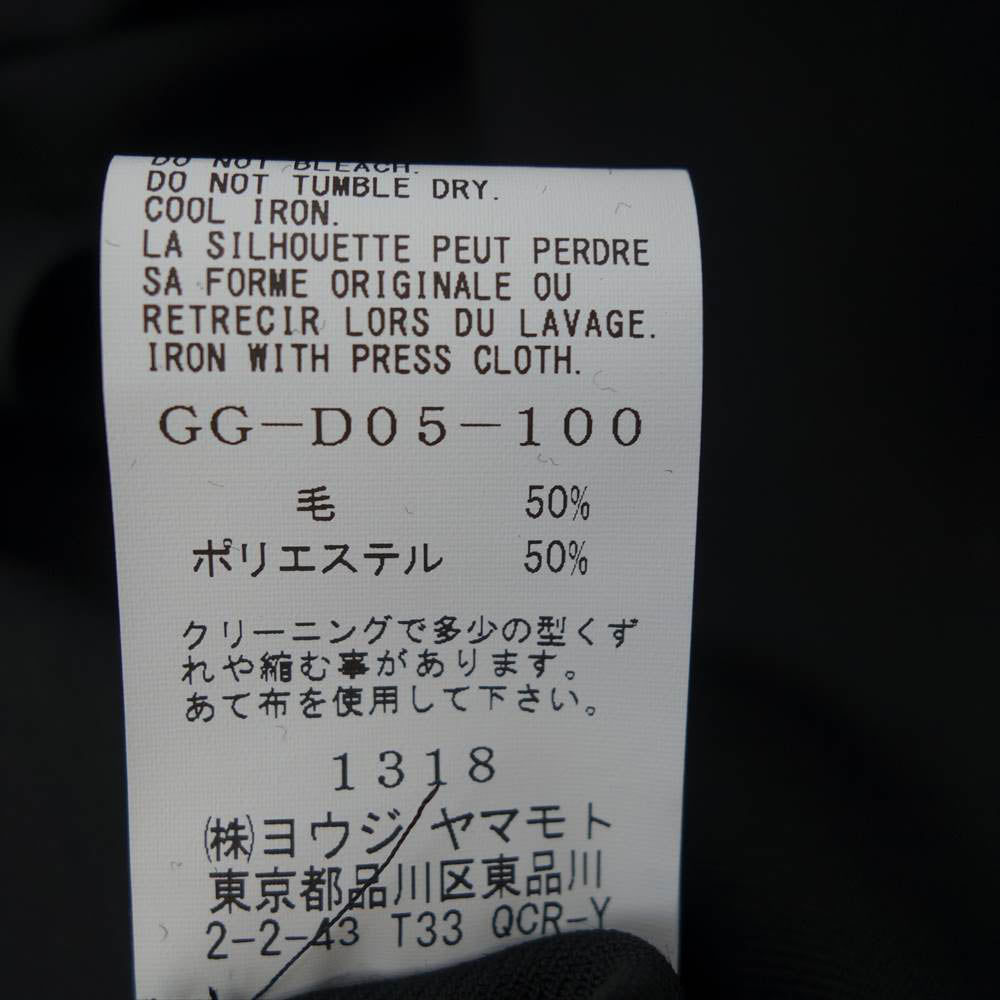 DO NOT BLEACH.
DO NOT TUMBLE DRY.
COOL IRON.
LA SILHOUETTE PEUT PERDRE
SA FORME ORIGINALE OU
RETRECIR LORS DU LAVAGE.
IRON WITH PRESS CLOTH.
GG-D05-100
毛 50%
ポリエステル 50%
クリーニングで多少の型くず
れや縮む事があります。
あて布を使用して下さい。
1318
㈱ヨウジ ヤマモト
東京都品川区東品川
2-2-43 T33 QCR-Y